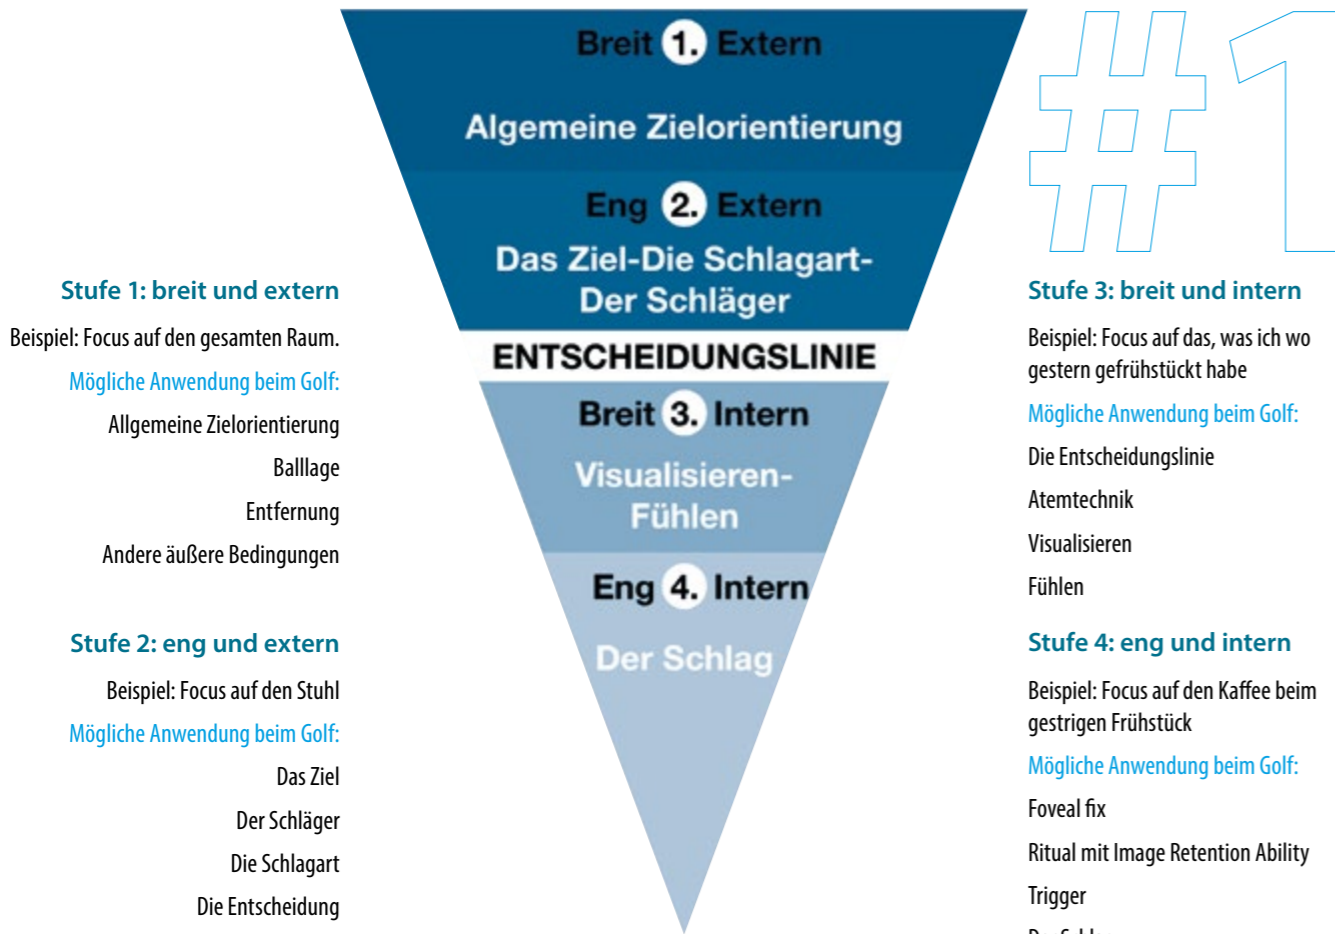 #1
Breit 1. Extern
Algemeine Zielorientierung
Eng 2. Extern
Das Ziel-Die Schlagart-
Der Schläger
ENTSCHEIDUNGSLINIE
Breit 3. Intern
Visualisieren-
Fühlen
Eng 4. Intern
Der Schlag
Stufe 1: breit und extern
Beispiel: Focus auf den gesamten Raum.
Mögliche Anwendung beim Golf:
Allgemeine Zielorientierung
Balllage
Entfernung
Andere äußere Bedingungen
Stufe 2: eng und extern
Beispiel: Focus auf den Stuhl
Mögliche Anwendung beim Golf:
Das Ziel
Der Schläger
Die Schlagart
Die Entscheidung
Stufe 3: breit und intern
Beispiel: Focus auf das, was ich wo
gestern gefrühstückt habe
Mögliche Anwendung beim Golf:
Die Entscheidungslinie
Atemtechnik
Visualisieren
Fühlen
Stufe 4: eng und intern
Beispiel: Focus auf den Kaffee beim
gestrigen Frühstück
Mögliche Anwendung beim Golf:
Foveal fix
Ritual mit Image Retention Ability
Trigger